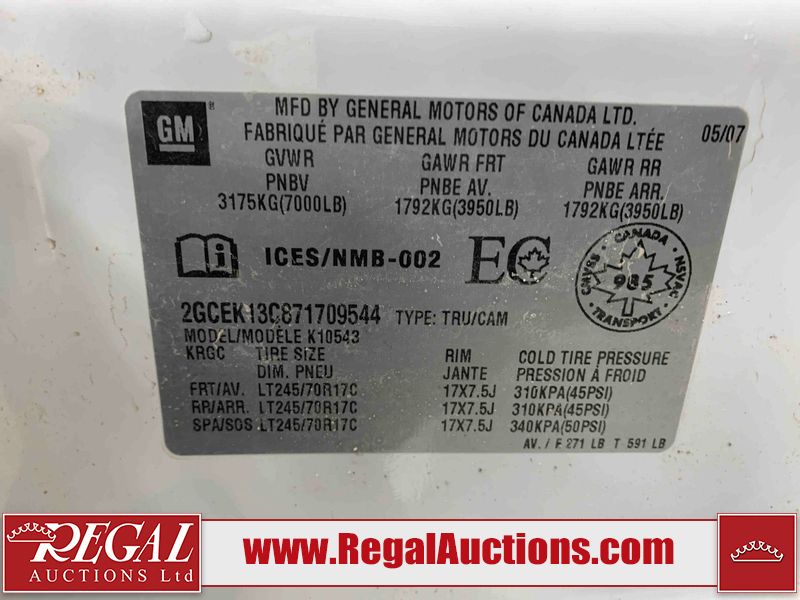 GM ®
MFD BY GENERAL MOTORS OF CANADA LTD.
FABRIQUÉ PAR GENERAL MOTORS DU CANADA LTÉE
05/07
GVWR GAWR FRT GAWR RR
PNBV PNBE AV. PNBE ARR.
3175KG(7000LB) 1792KG(3950LB) 1792KG(3950LB)
ICES/NMB-002 EC
CANADA
SVAC/NSVAC
985
TRANSPORT
2GCEK13C871709544 TYPE: TRU/CAM
MODEL/MODÈLE K10543
KRGC TIRE SIZE RIM COLD TIRE PRESSURE
DIM. PNEU JANTE PRESSION À FROID
FRT/AV. LT245/70R17C 17X7.5J 310KPA(45PSI)
RR/ARR. LT245/70R17C 17X7.5J 310KPA(45PSI)
SPA/SOS LT245/70R17C 17X7.5J 340KPA(50PSI)
AV. / F 271 LB T 591 LB
REGAL
AUCTIONS Ltd
www.RegalAuctions.com